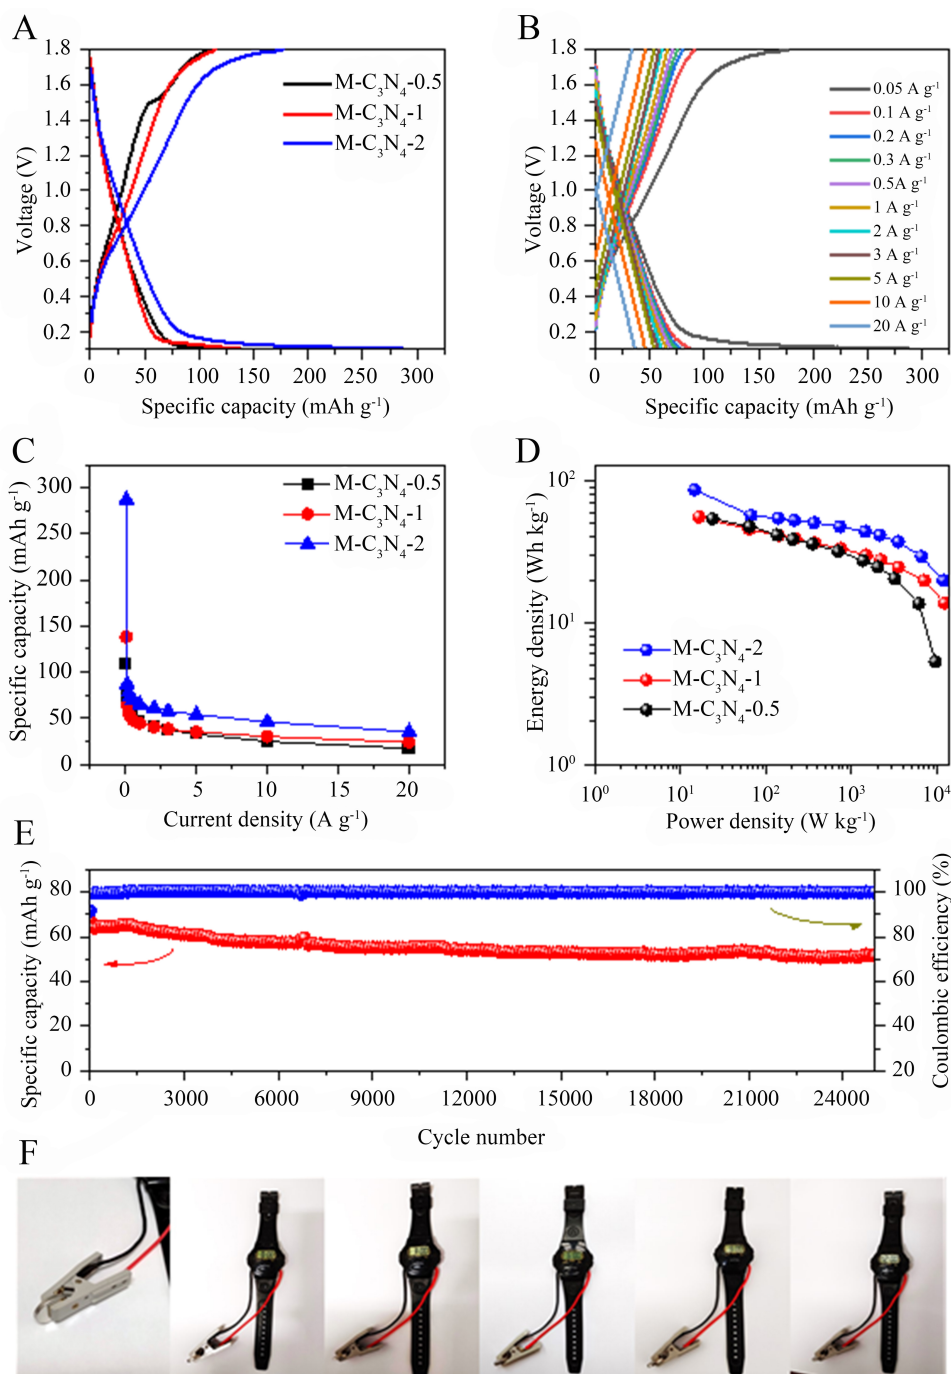 A
1.8
1.6
1.4
1.2
1.0
0.8
0.6
0.4
0.2
Voltage (V)
M-C₃N₄-0.5
M-C₃N₄-1
M-C₃N₄-2
0 50 100 150 200 250 300
Specific capacity (mAh g⁻¹)
B
1.8
1.6
1.4
1.2
1.0
0.8
0.6
0.4
0.2
Voltage (V)
0.05 A g⁻¹
0.1 A g⁻¹
0.2 A g⁻¹
0.3 A g⁻¹
0.5A g⁻¹
1 A g⁻¹
2 A g⁻¹
3 A g⁻¹
5 A g⁻¹
10 A g⁻¹
20 A g⁻¹
0 50 100 150 200 250 300
Specific capacity (mAh g⁻¹)
C
300
250
200
150
100
50
0
Specific capacity (mAh g⁻¹)
M-C₃N₄-0.5
M-C₃N₄-1
M-C₃N₄-2
0 5 10 15 20
Current density (A g⁻¹)
D
10²
10¹
10⁰
Energy density (Wh kg⁻¹)
M-C₃N₄-2
M-C₃N₄-1
M-C₃N₄-0.5
10⁰ 10¹ 10² 10³ 10⁴
Power density (W kg⁻¹)
E
80
60
40
20
0
Specific capacity (mAh g⁻¹)
100
80
60
40
20
Coulombic efficiency (%)
0 3000 6000 9000 12000 15000 18000 21000 24000
Cycle number
F